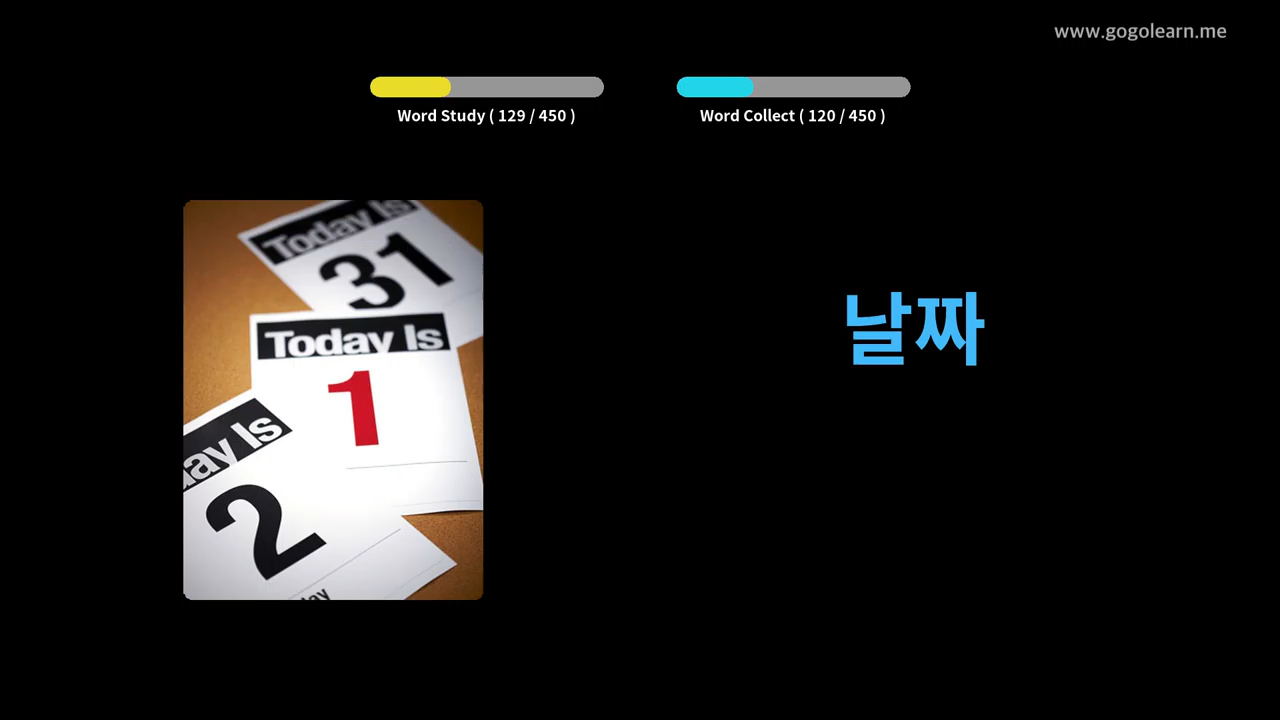 www.gogolearn.me
Word Study ( 129 / 450 )
Word Collect ( 120 / 450 )
Today Is
31
Today Is
1
ay Is
2
날짜